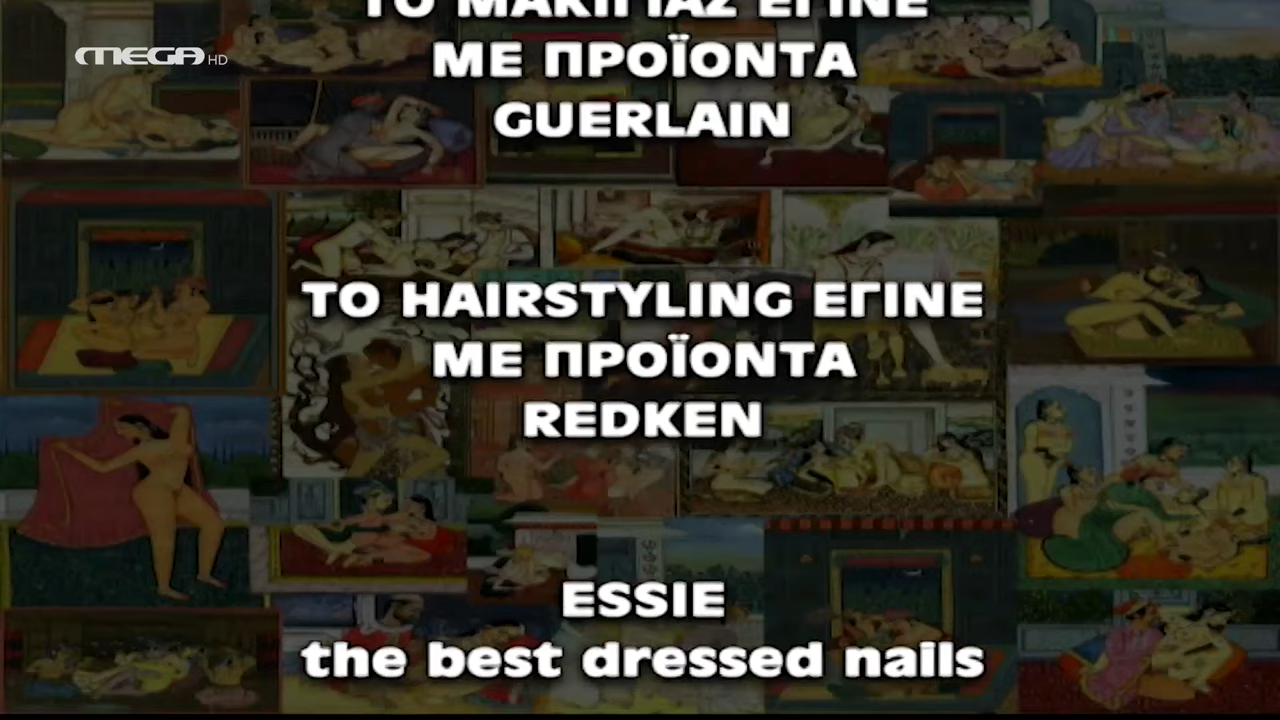 ΤΟ ΜΑΚΙΓΙΑΖ ΕΓΙΝΕ
MEGA HD
ΜΕ ΠΡΟΪΟΝΤΑ
GUERLAIN
ΤΟ HAIRSTYLING ΕΓΙΝΕ
ΜΕ ΠΡΟΪΟΝΤΑ
REDKEN
ESSIE
the best dressed nails